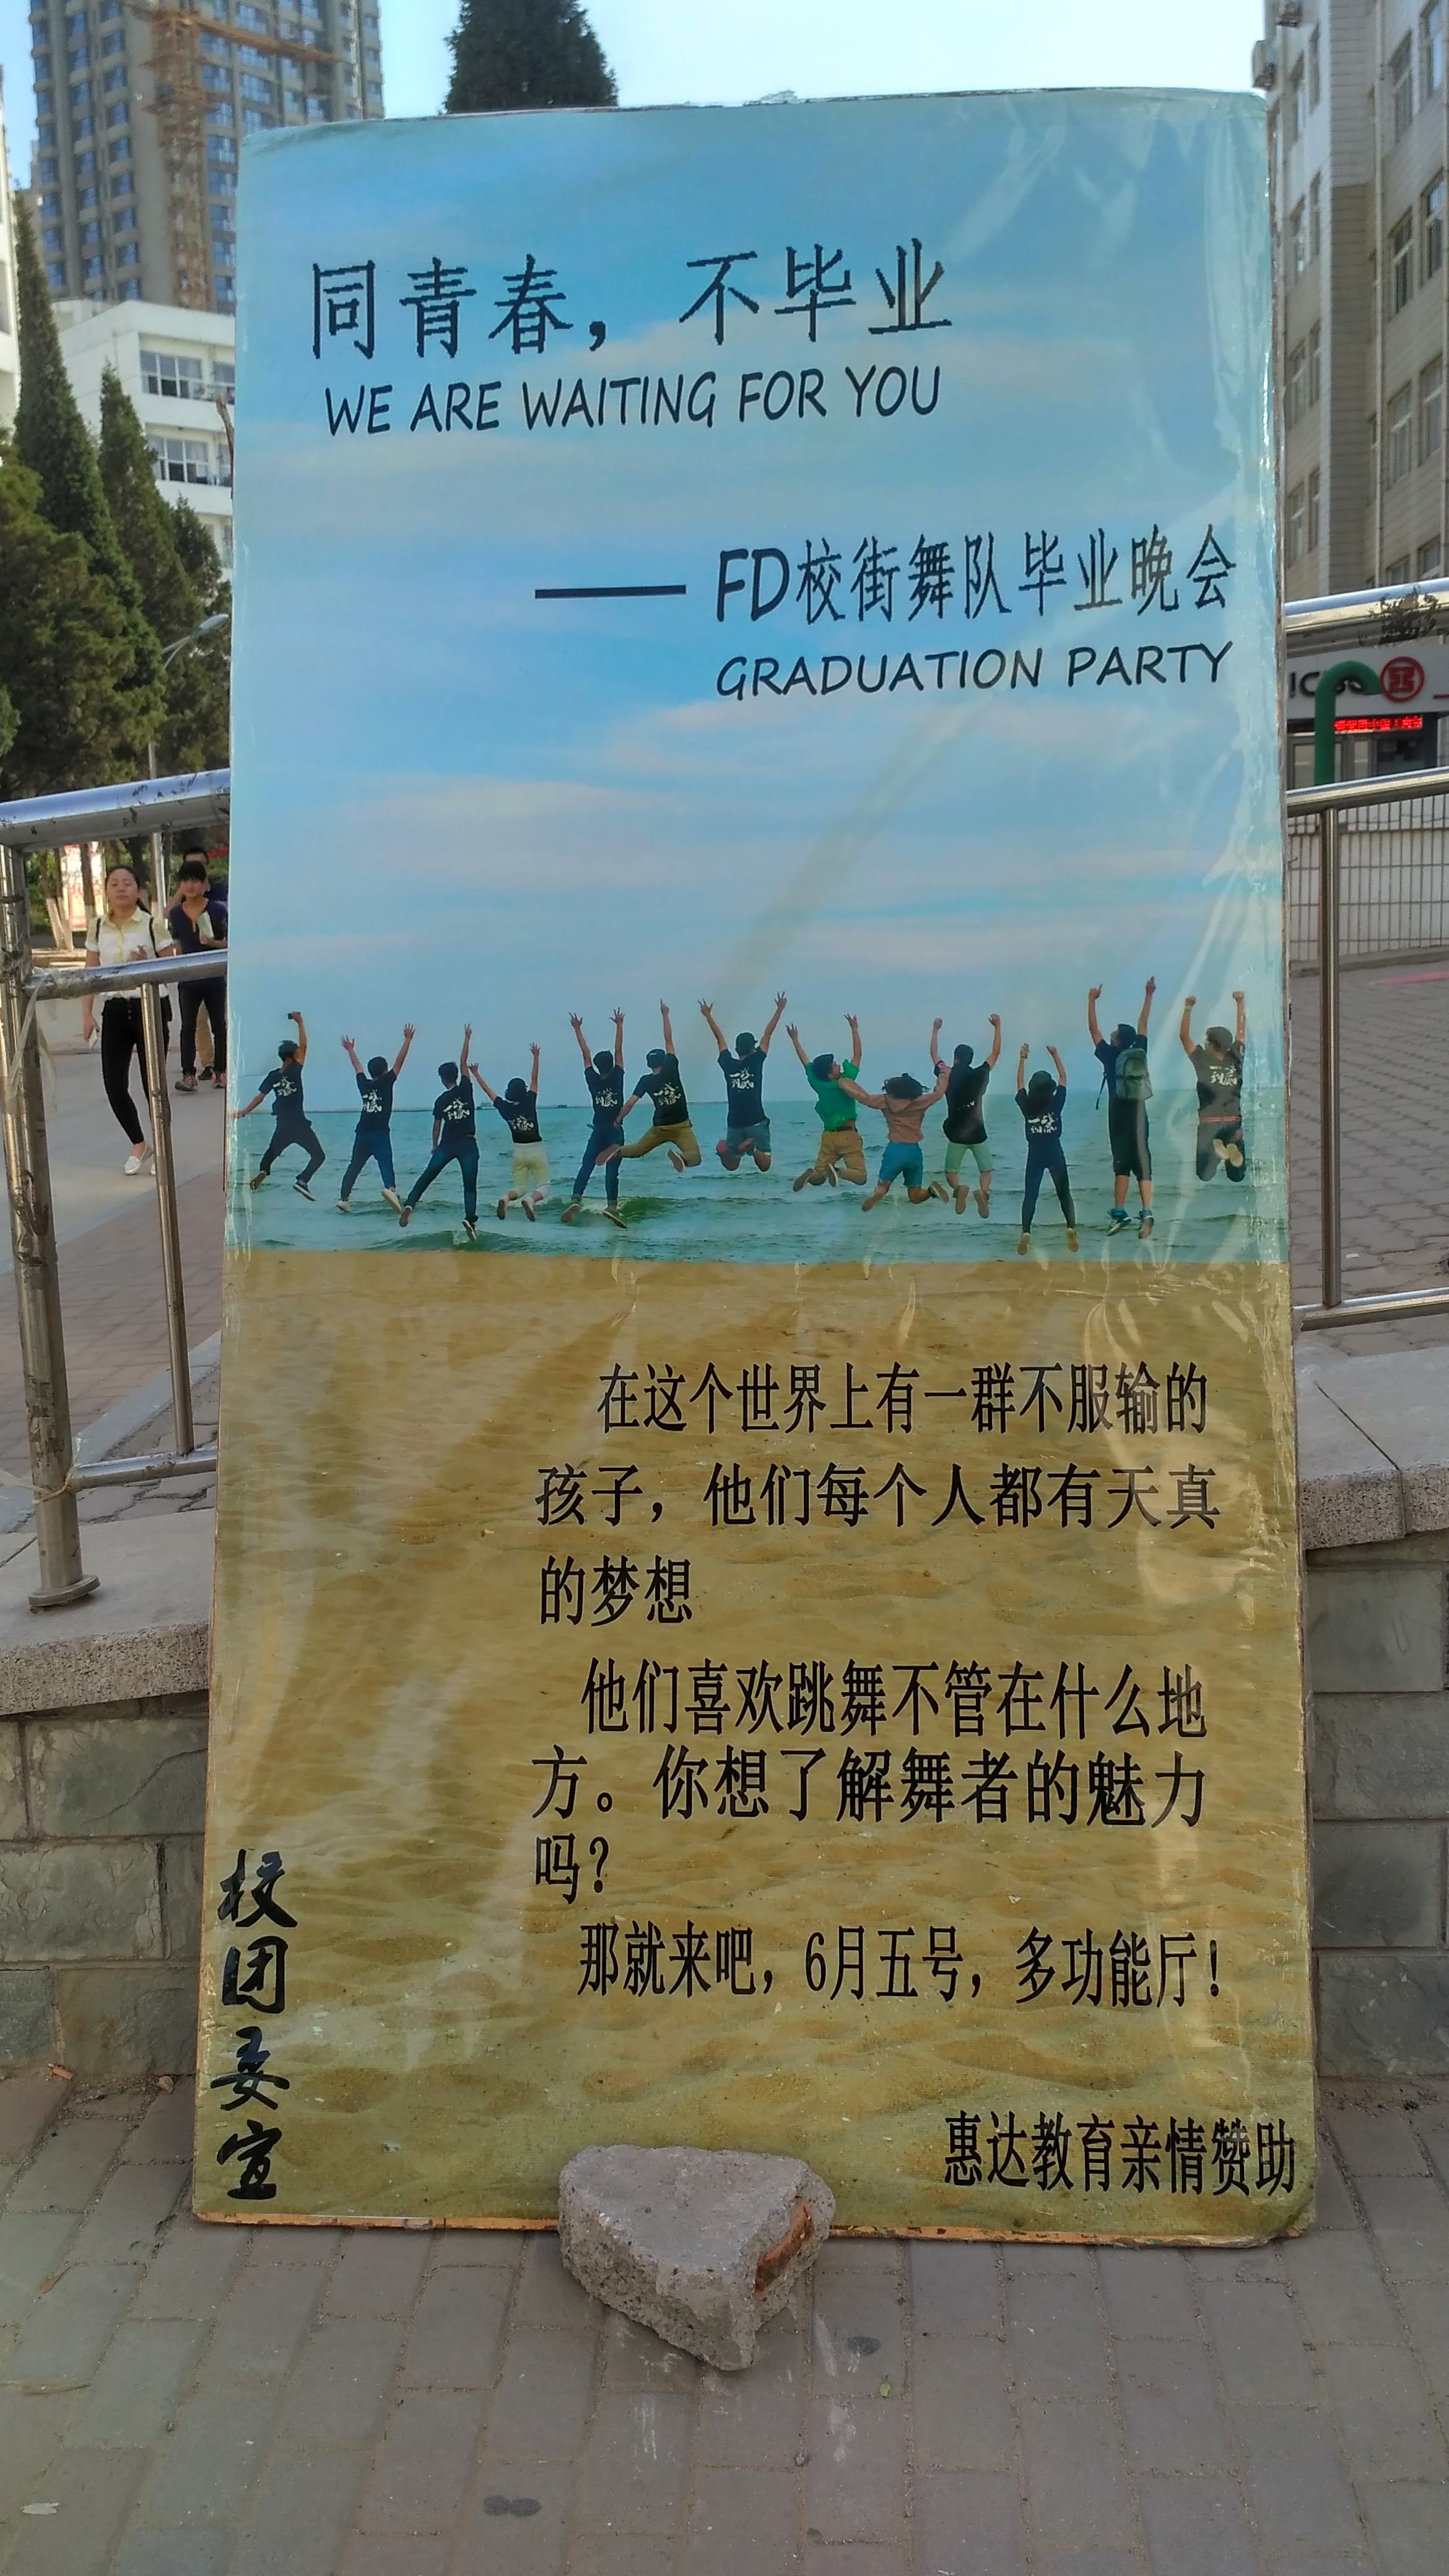 同青春，不毕业
WE ARE WAITING FOR YOU
—— FD校街舞队毕业晚会
GRADUATION PARTY
在这个世界上有一群不服输的
孩子，他们每个人都有天真
的梦想
他们喜欢跳舞不管在什么地
方。你想了解舞者的魅力
吗？
那就来吧，6月五号，多功能厅！
校团委宣
惠达教育亲情赞助